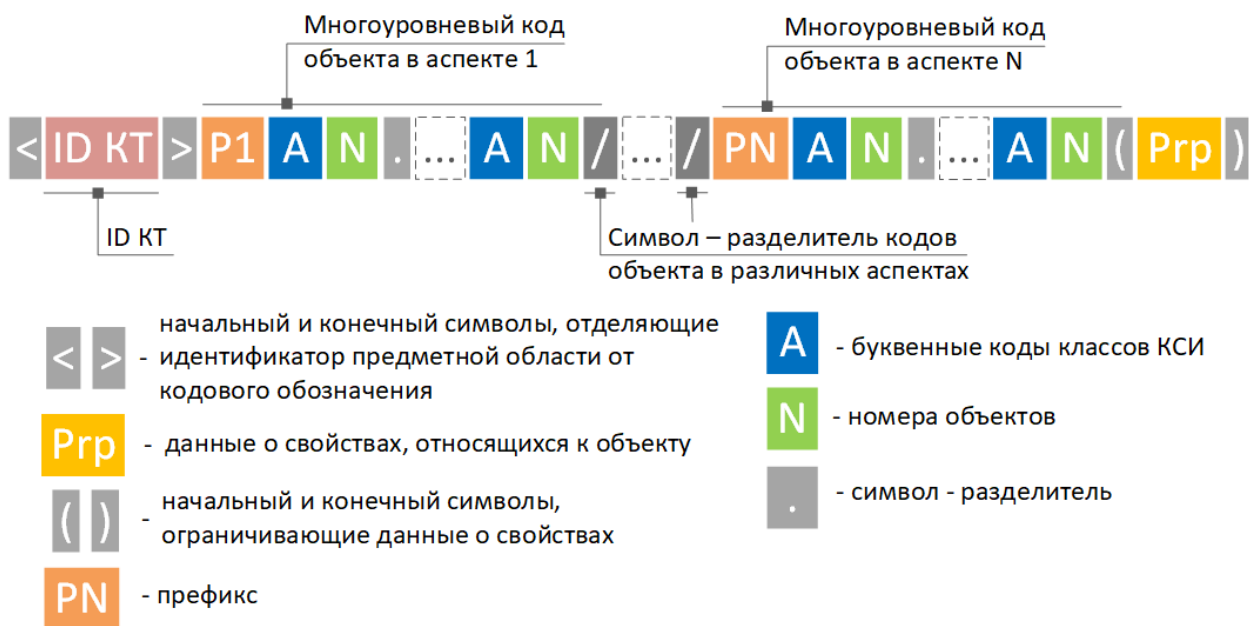 Многоуровневый код
объекта в аспекте 1
Многоуровневый код
объекта в аспекте N
< ID КТ > P1 A N . ... A N / ... / PN A N . ... A N ( Prp )
ID КТ
Символ – разделитель кодов
объекта в различных аспектах
начальный и конечный символы, отделяющие
< > - идентификатор предметной области от
кодового обозначения
Prp - данные о свойствах, относящихся к объекту
начальный и конечный символы,
( ) - ограничивающие данные о свойствах
PN - префикс
A - буквенные коды классов КСИ
N - номера объектов
. - символ - разделитель